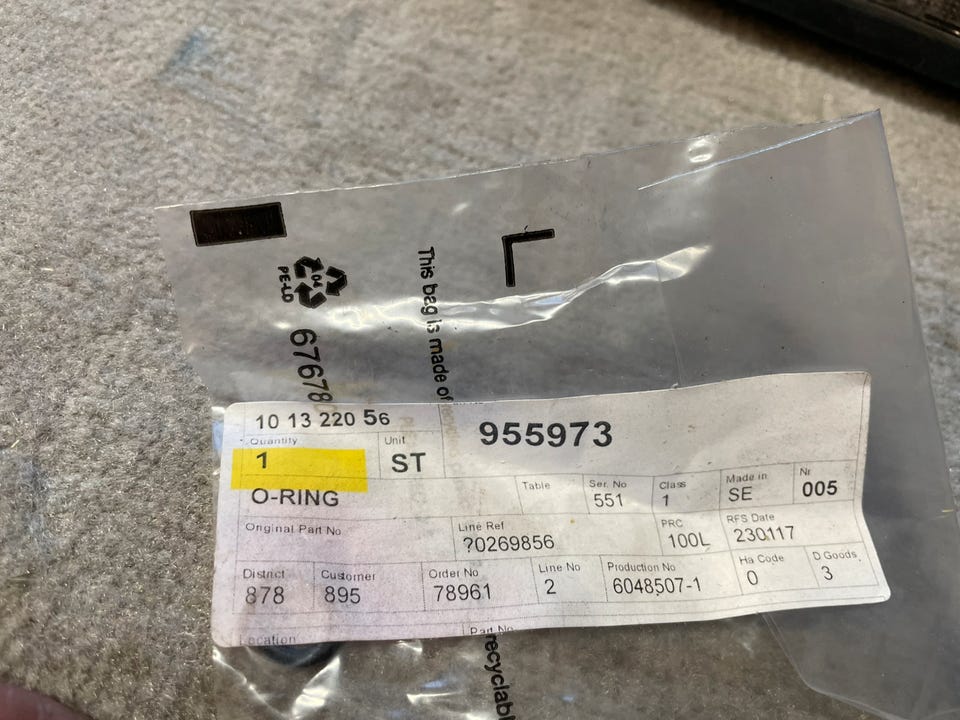 L
04
PE-LD
67678
This bag is made of
10 13 220 56
955973
Quantity
1
Unit
ST
O-RING
Table
Ser. No
551
Class
1
Made in
SE
Nr
005
Original Part No
Line Ref
?0269856
PRC
100L
RFS Date
230117
District
878
Customer
895
Order No
78961
Line No
2
Production No
6048507-1
Ha Code
0
D Goods
3
Location
Part No
recyclabl